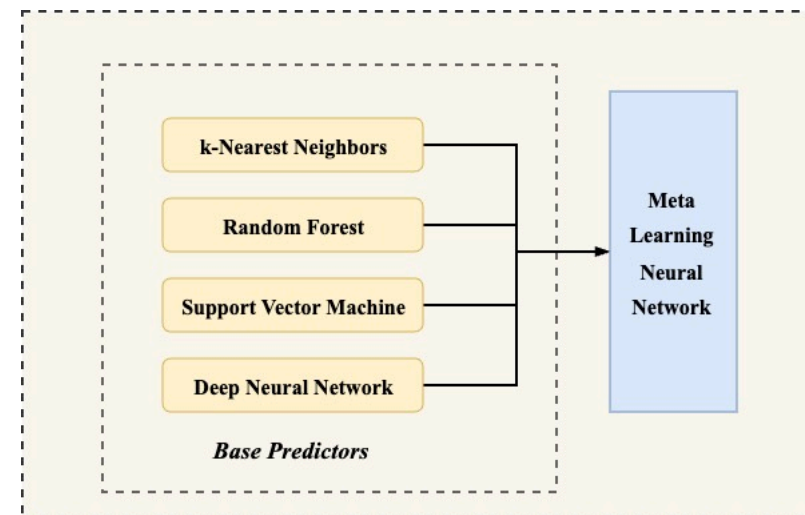 k-Nearest Neighbors
Random Forest
Support Vector Machine
Deep Neural Network
Base Predictors
Meta
Learning
Neural
Network